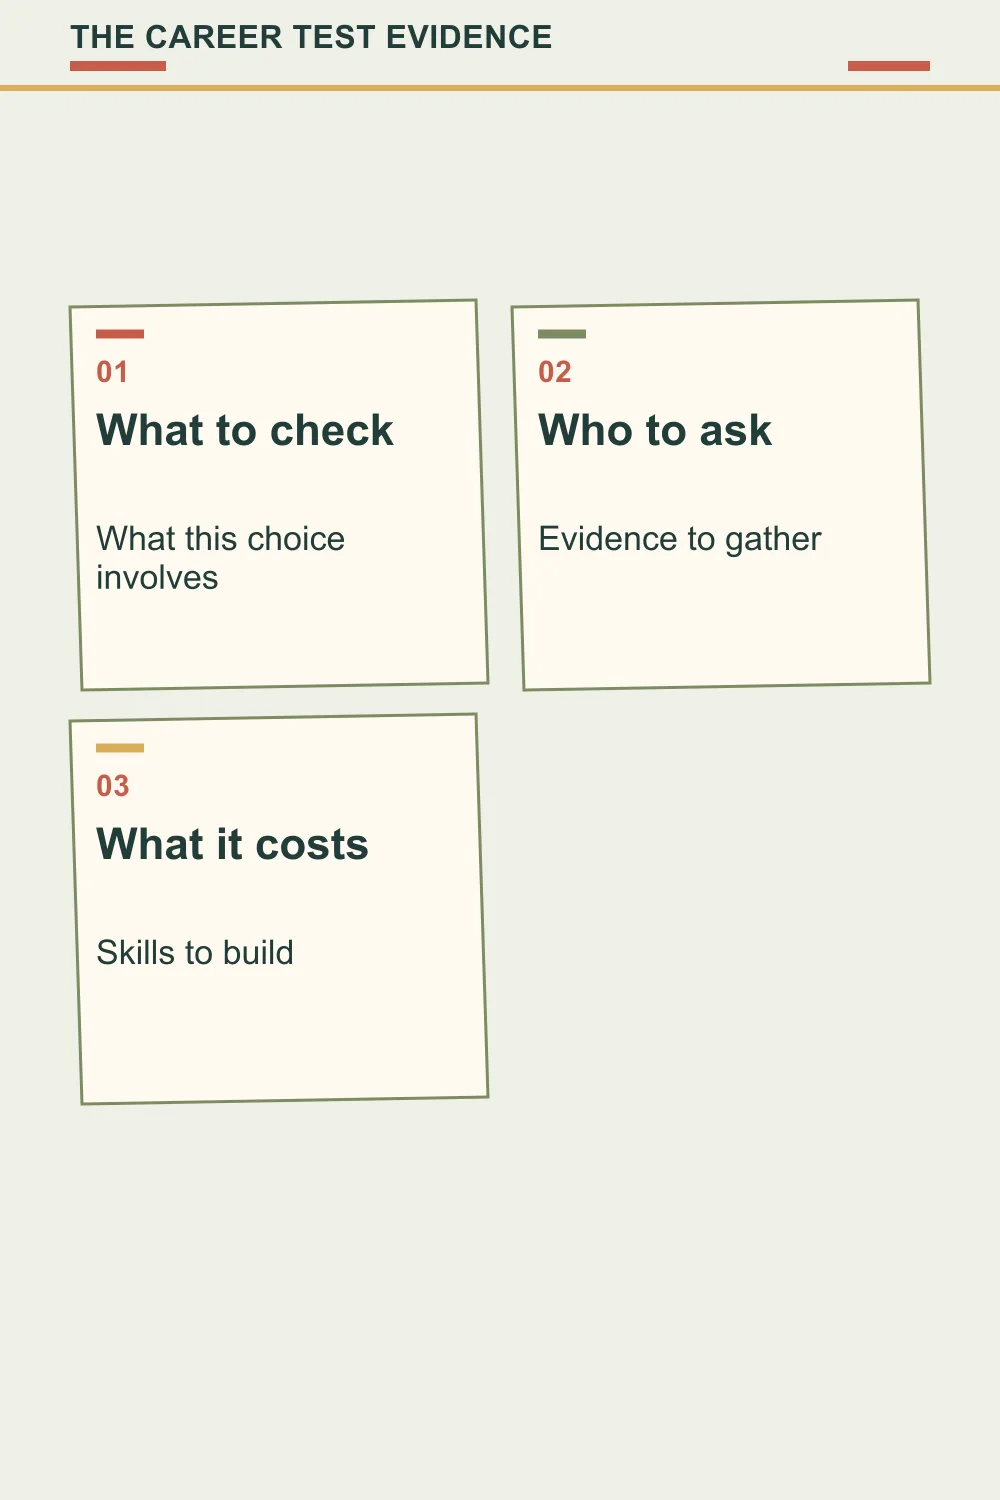 THE CAREER TEST EVIDENCE
01
What to check
What this choice
involves
02
Who to ask
Evidence to gather
03
What it costs
Skills to build